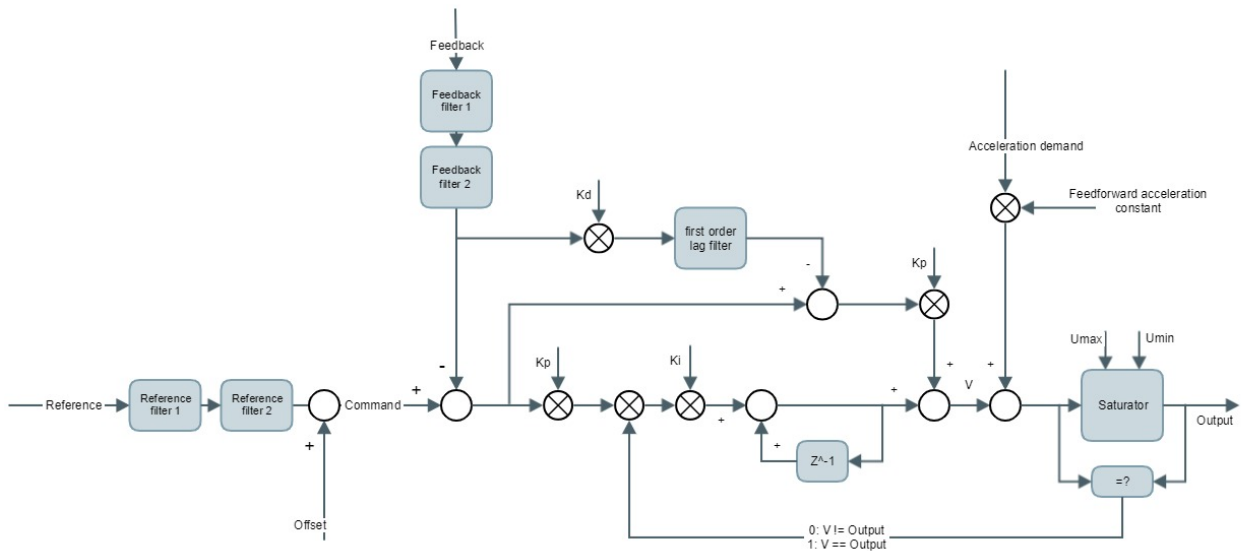 Feedback
Feedback
filter 1
Feedback
filter 2
Acceleration demand
Feedforward acceleration
constant
Kd
first order
lag filter
-
+
Kp
-
+
Kp
Ki
+
+
V
+
Umax
Umin
Reference
Reference
filter 1
Reference
filter 2
Command
+
+
+
Z^-1
Saturator
Output
=?
Offset
0: V != Output
1: V == Output